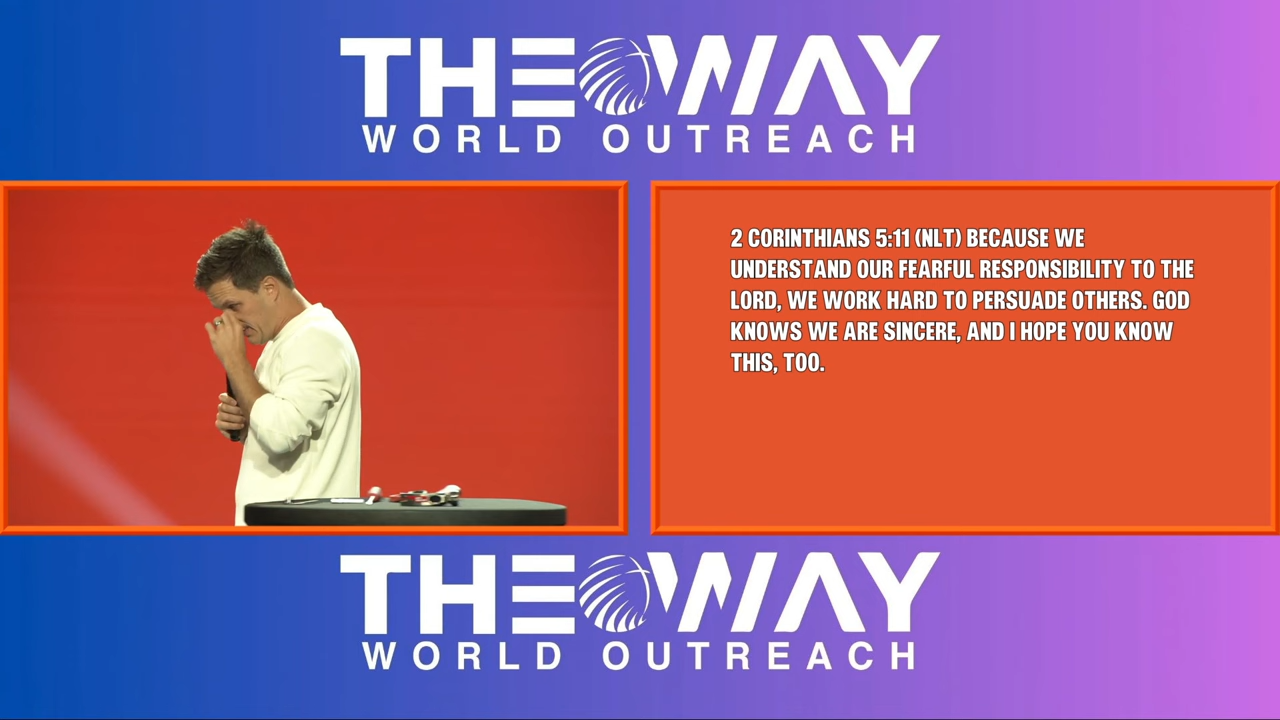 THE WAY
WORLD OUTREACH
2 CORINTHIANS 5:11 (NLT) BECAUSE WE
UNDERSTAND OUR FEARFUL RESPONSIBILITY TO THE
LORD, WE WORK HARD TO PERSUADE OTHERS. GOD
KNOWS WE ARE SINCERE, AND I HOPE YOU KNOW
THIS, TOO.
THE WAY
WORLD OUTREACH